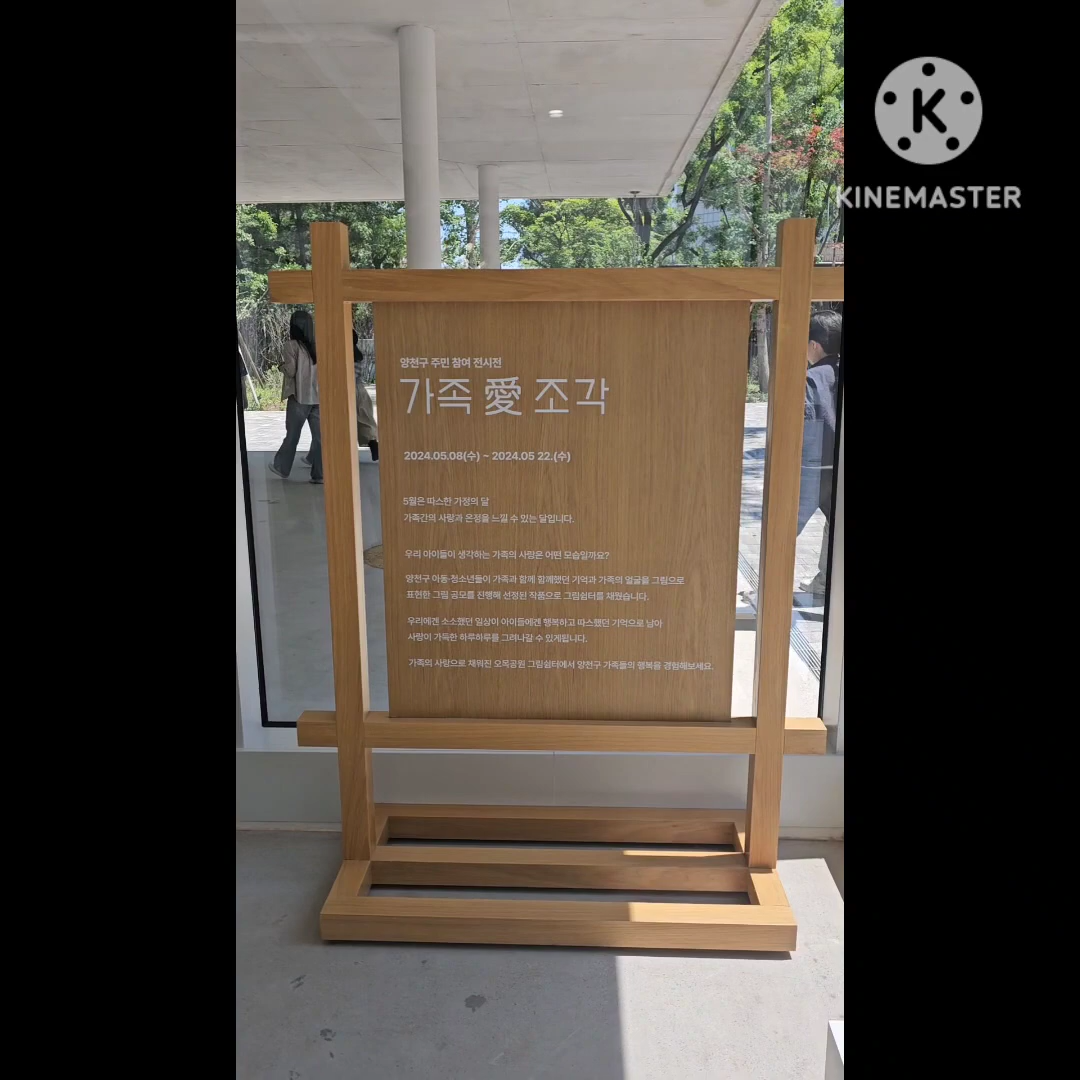 KINEMASTER
양천구 주민 참여 전시전
가족 愛 조각
2024.05.08(수) ~ 2024.05 22.(수)
5월은 따스한 가정의 달
가족간의 사랑과 온정을 느낄 수 있는 달입니다.
우리 아이들이 생각하는 가족의 사랑은 어떤 모습일까요?
양천구 아동·청소년들이 가족과 함께 함께했던 기억과 가족의 얼굴을 그림으로
표현한 그림 공모를 진행해 선정된 작품으로 그림쉼터를 채웠습니다.
우리에겐 소소했던 일상이 아이들에겐 행복하고 따스했던 기억으로 남아
사랑이 가득한 하루하루를 그려나갈 수 있게됩니다.
가족의 사랑으로 채워진 오목공원 그림쉼터에서 양천구 가족들의 행복을 경험해보세요.